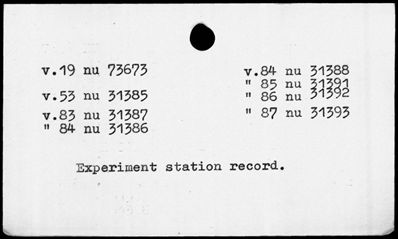 v.19 nu 73673
v.53 nu 31385
v.83 nu 31387
" 84 nu 31386
v.84 nu 31388
" 85 nu 31391
" 86 nu 31392
" 87 nu 31393
Experiment station record.